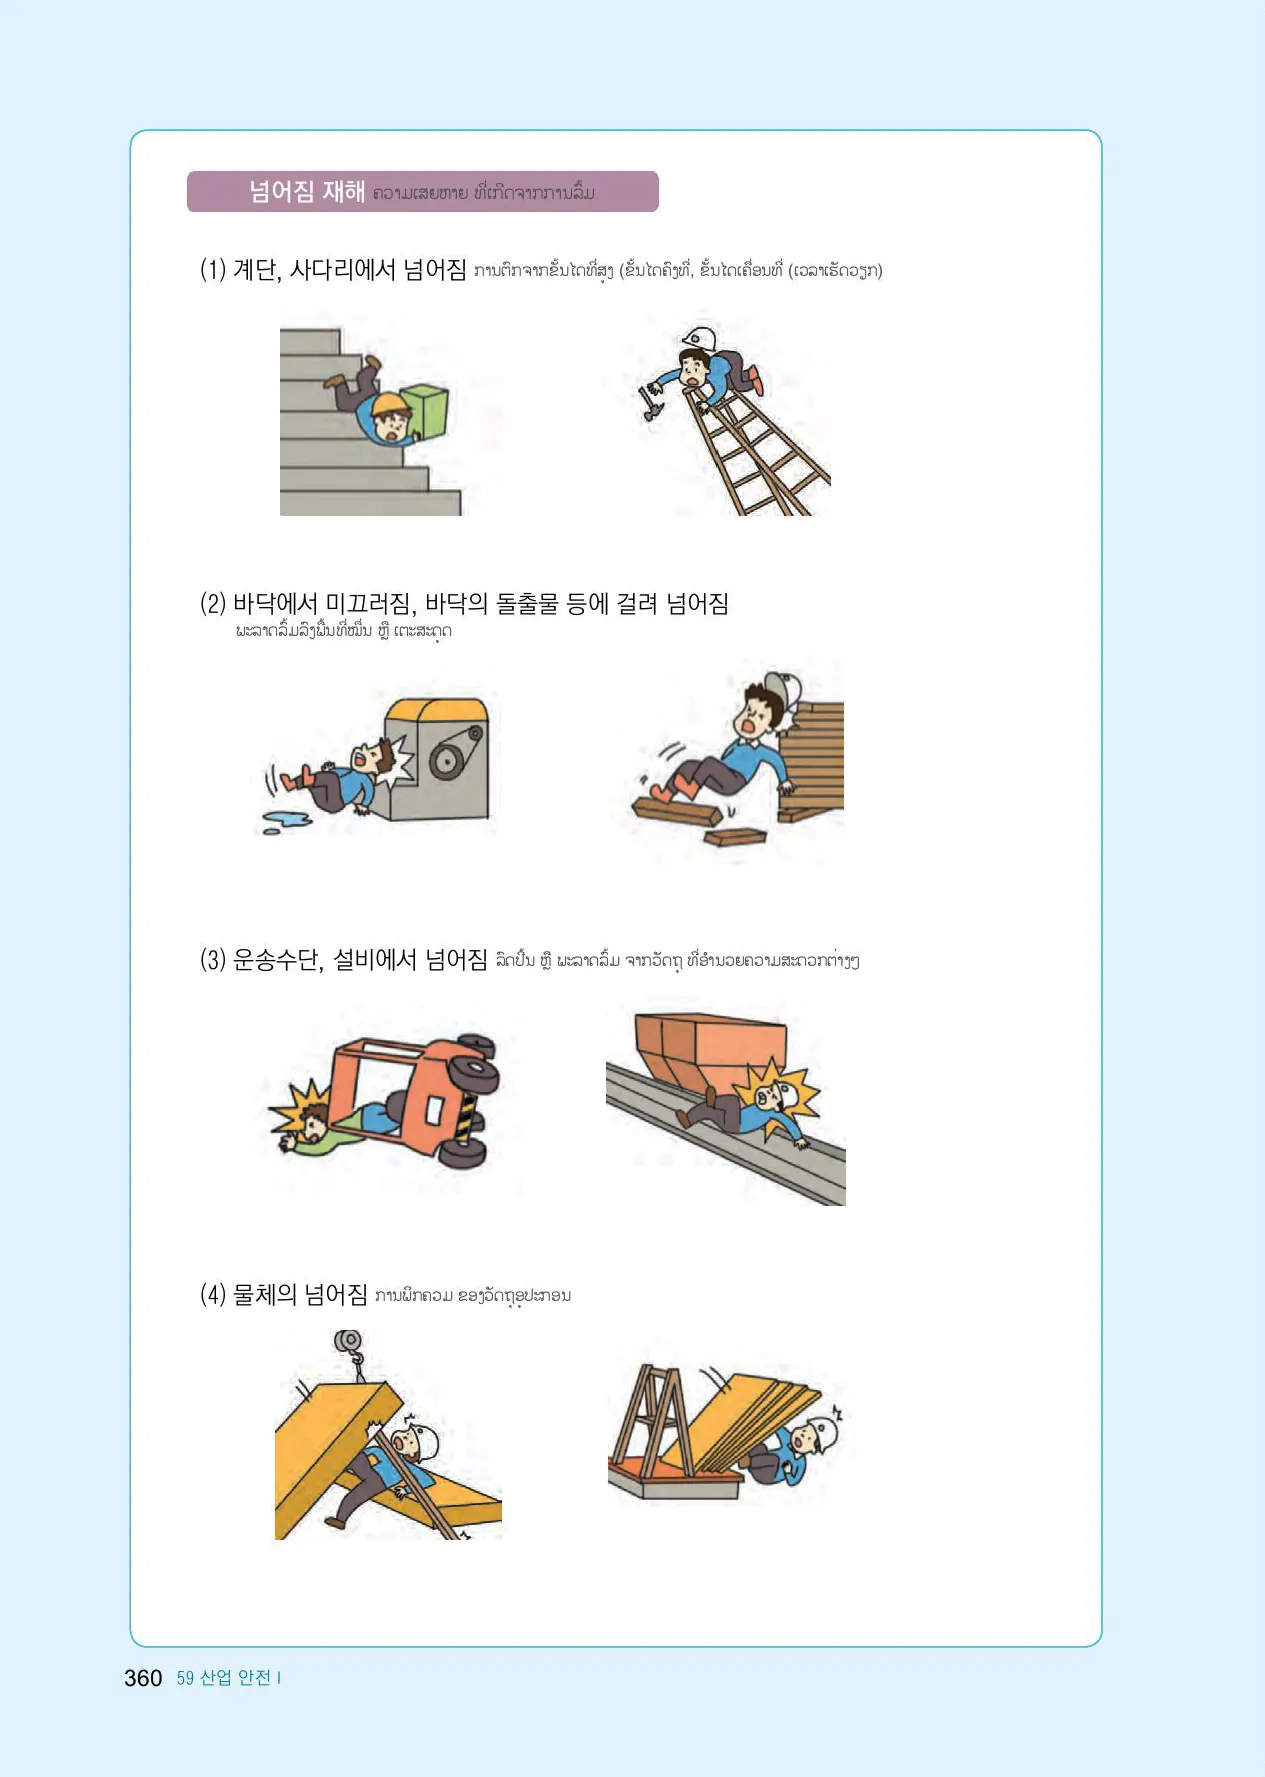 넘어짐 재해 ຄວາມເສຍຫາຍ ທີ່ເກີດຈາກການລົ້ມ
(1) 계단, 사다리에서 넘어짐 ການຕົກຈາກຂັ້ນໄດທີ່ສູງ (ຂັ້ນໄດຄົງທີ່, ຂັ້ນໄດເຄື່ອນທີ່ (ເວລາເຮັດວຽກ)
(2) 바닥에서 미끄러짐, 바닥의 돌출물 등에 걸려 넘어짐
ພະລາດລົ້ມລົງພື້ນທີ່ໝື່ນ ຫຼື ເຕະສະດຸດ
(3) 운송수단, 설비에서 넘어짐 ລົດປີ້ນ ຫຼື ພະລາດລົ້ມ ຈາກວັດຖຸ ທີ່ອຳນວຍຄວາມສະດວກຕ່າງໆ
(4) 물체의 넘어짐 ການພິກຄວມ ຂອງວັດຖຸອຸປະກອນ
360 59 산업 안전 I